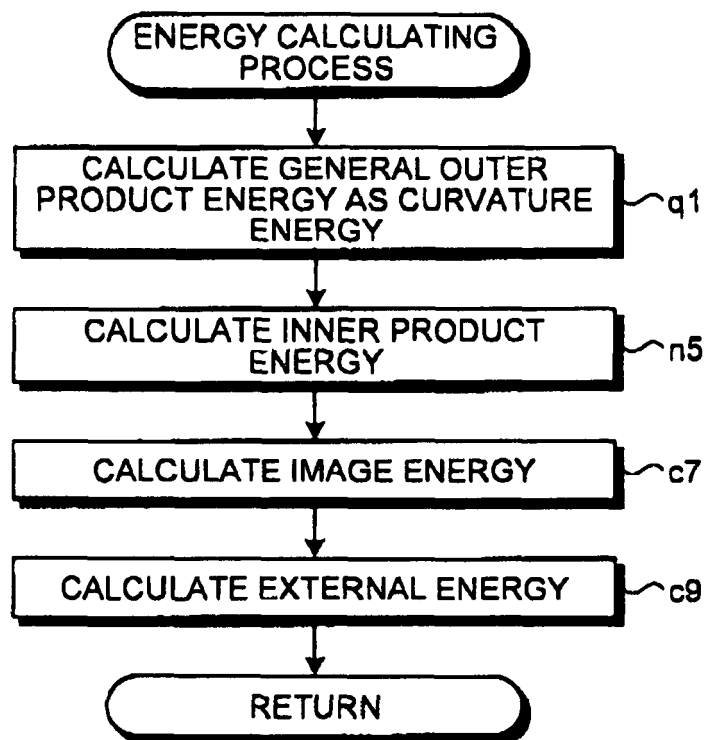 ENERGY CALCULATING
PROCESS
CALCULATE GENERAL OUTER
PRODUCT ENERGY AS CURVATURE
ENERGY
q1
CALCULATE INNER PRODUCT
ENERGY
n5
CALCULATE IMAGE ENERGY
c7
CALCULATE EXTERNAL ENERGY
c9
RETURN